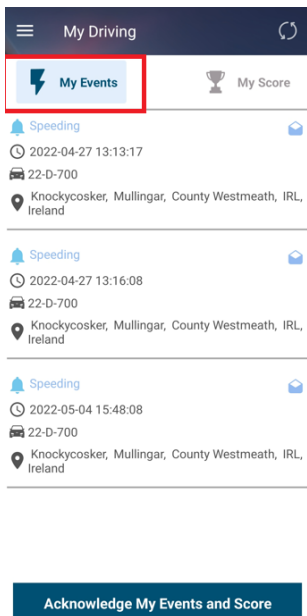 My Driving
My Events
My Score
Speeding
2022-04-27 13:13:17
22-D-700
Knockycosker, Mullingar, County Westmeath, IRL,
Ireland
Speeding
2022-04-27 13:16:08
22-D-700
Knockycosker, Mullingar, County Westmeath, IRL,
Ireland
Speeding
2022-05-04 15:48:08
22-D-700
Knockycosker, Mullingar, County Westmeath, IRL,
Ireland
Acknowledge My Events and Score